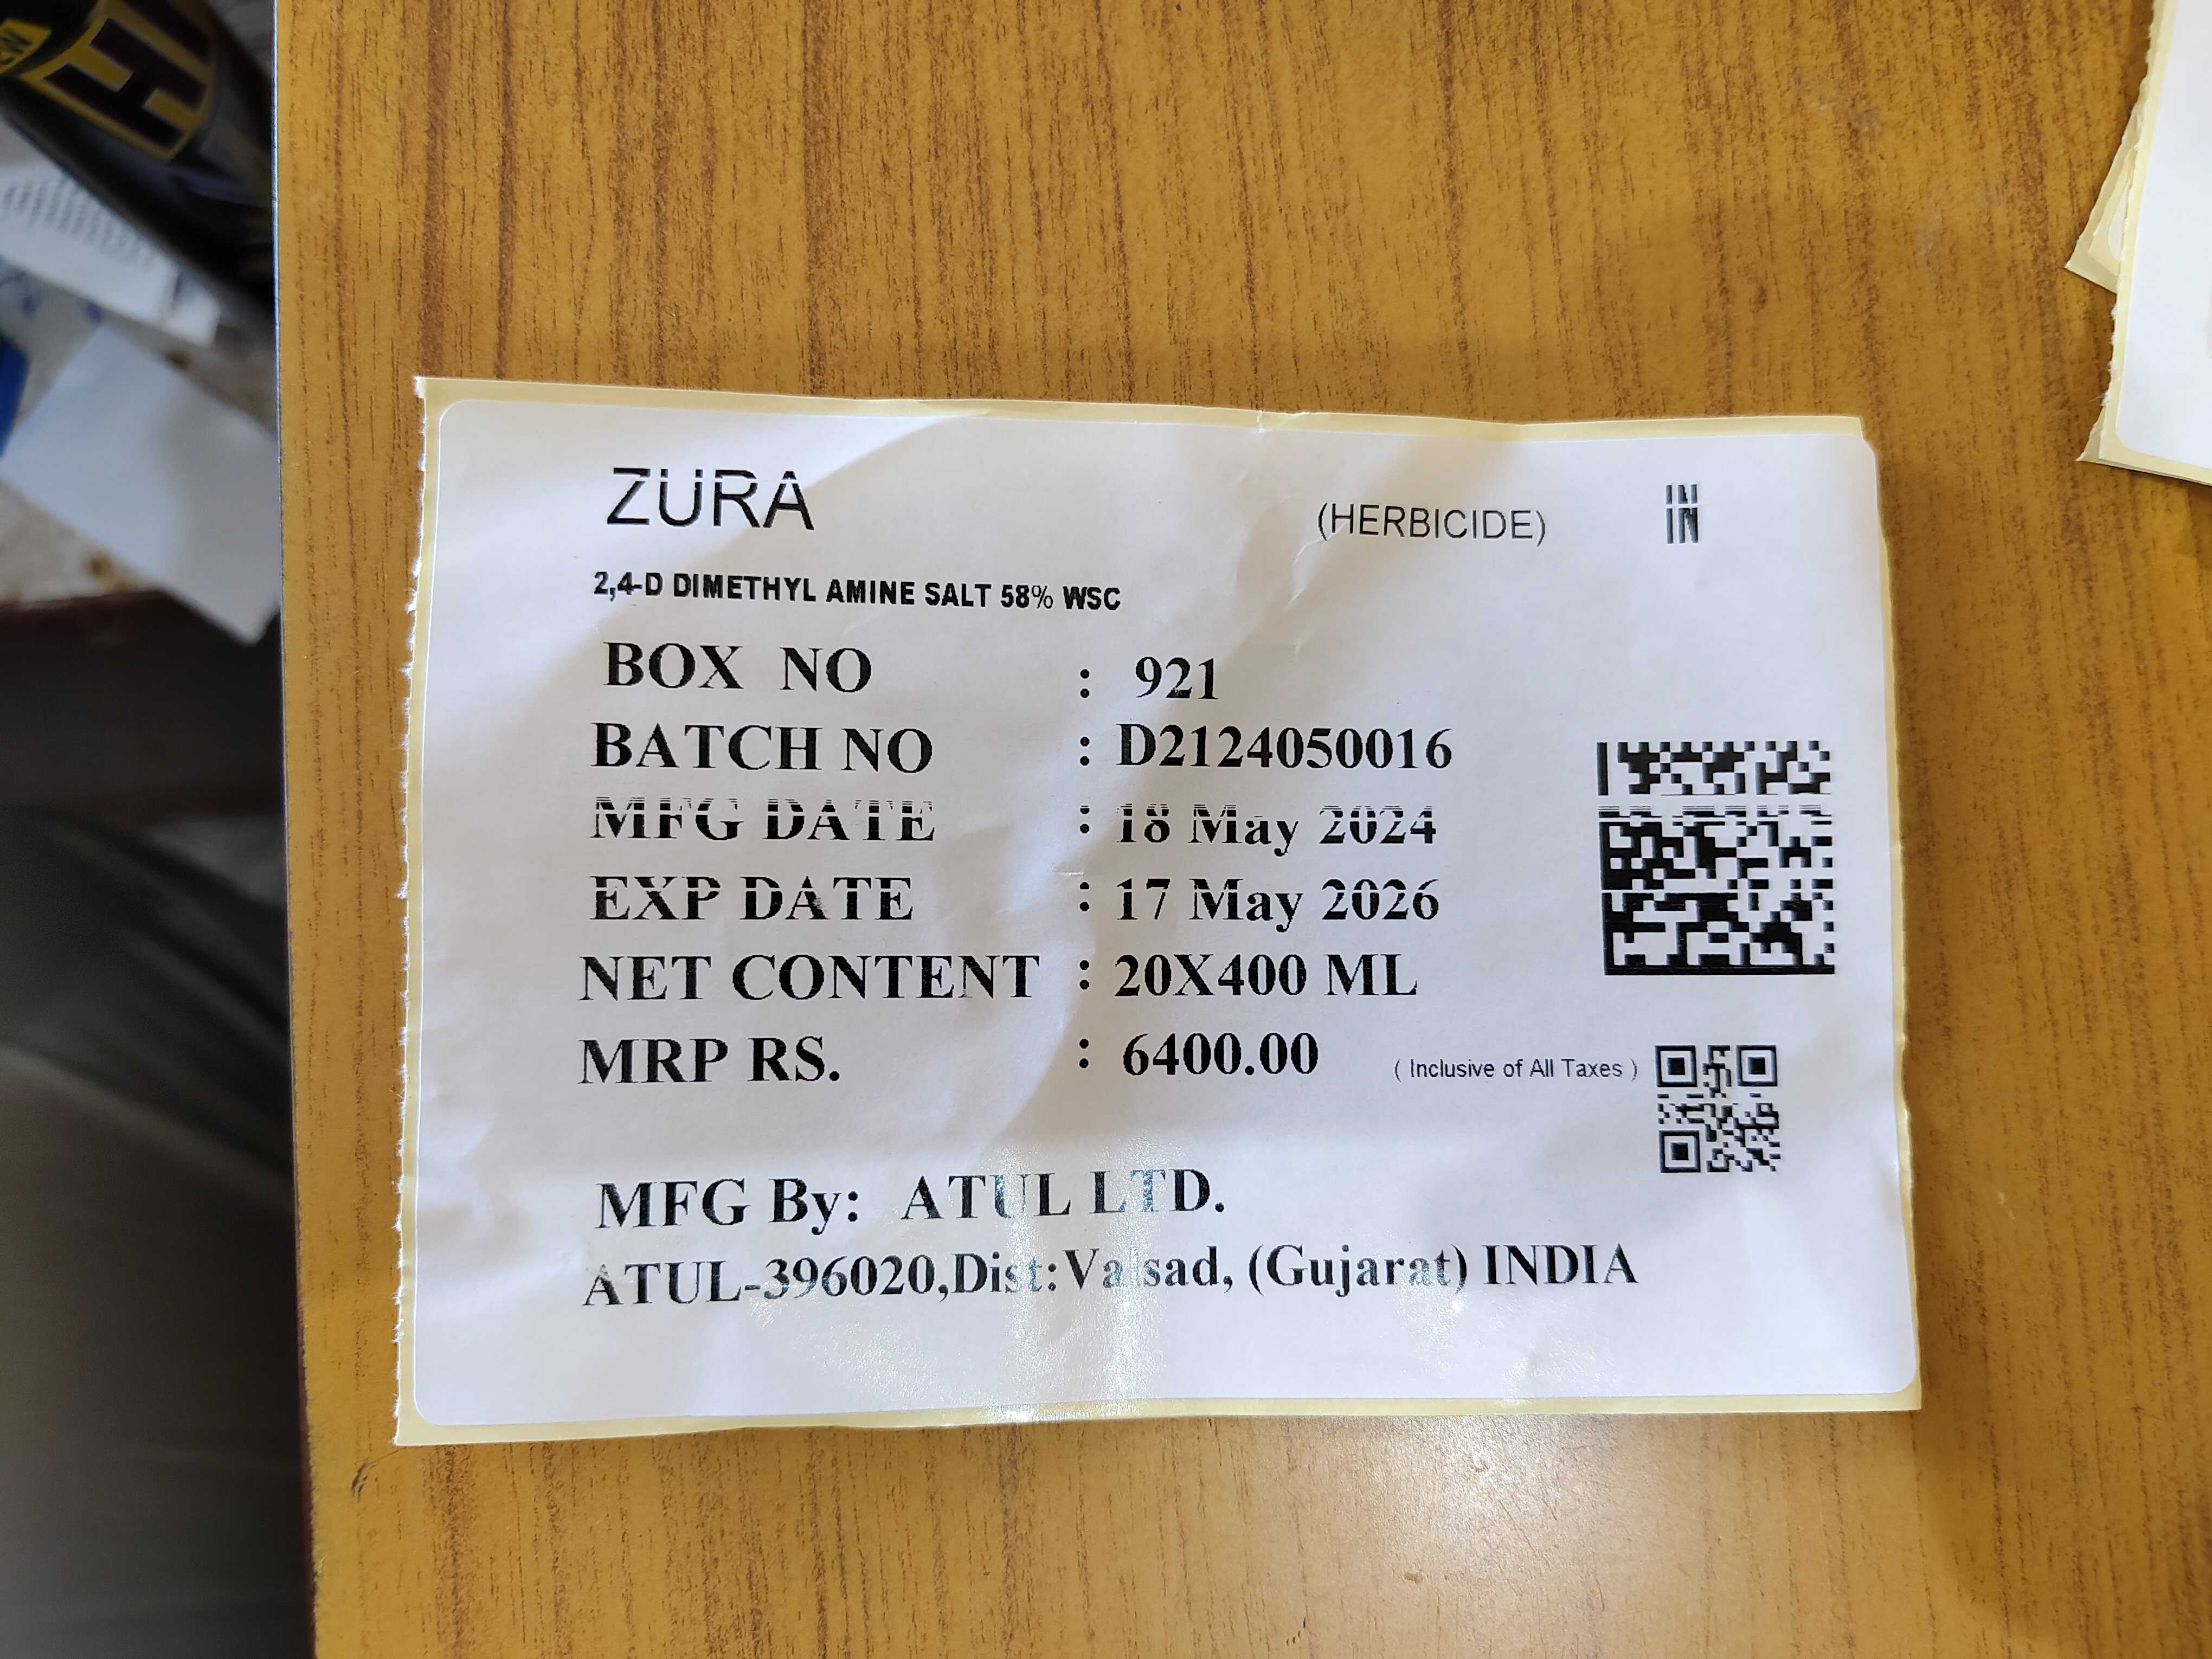 ZURA (HERBICIDE) IN
2,4-D DIMETHYL AMINE SALT 58% WSC
BOX NO : 921
BATCH NO : D2124050016
MFG DATE : 18 May 2024
EXP DATE : 17 May 2026
NET CONTENT : 20X400 ML
MRP RS. : 6400.00 ( Inclusive of All Taxes )
MFG By: ATUL LTD.
ATUL-396020,Dist:Valsad, (Gujarat) INDIA